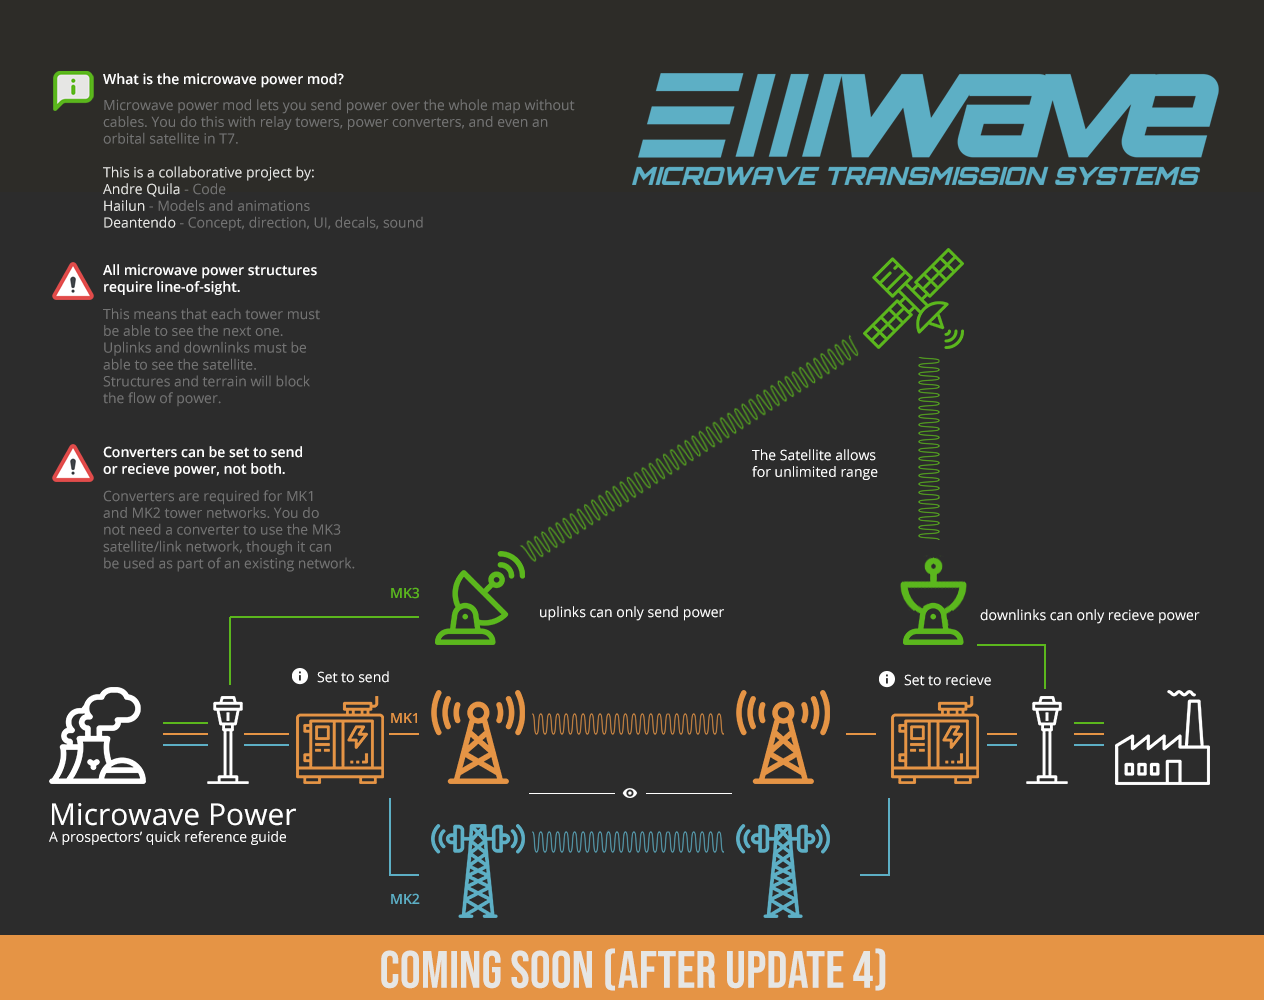 What is the microwave power mod?
Microwave power mod lets you send power over the whole map without
cables. You do this with relay towers, power converters, and even an
orbital satellite in T7.
This is a collaborative project by:
Andre Quila - Code
Hailun - Models and animations
Deantendo - Concept, direction, UI, decals, sound
EMwave
MICROWAVE TRANSMISSION SYSTEMS
All microwave power structures
require line-of-sight.
This means that each tower must
be able to see the next one.
Uplinks and downlinks must be
able to see the satellite.
Structures and terrain will block
the flow of power.
Converters can be set to send
or recieve power, not both.
Converters are required for MK1
and MK2 tower networks. You do
not need a converter to use the MK3
satellite/link network, though it can
be used as part of an existing network.
The Satellite allows
for unlimited range
MK3
uplinks can only send power
downlinks can only recieve power
Set to send
Set to recieve
MK1
Microwave Power
A prospectors' quick reference guide
MK2
COMING SOON (AFTER UPDATE 4)